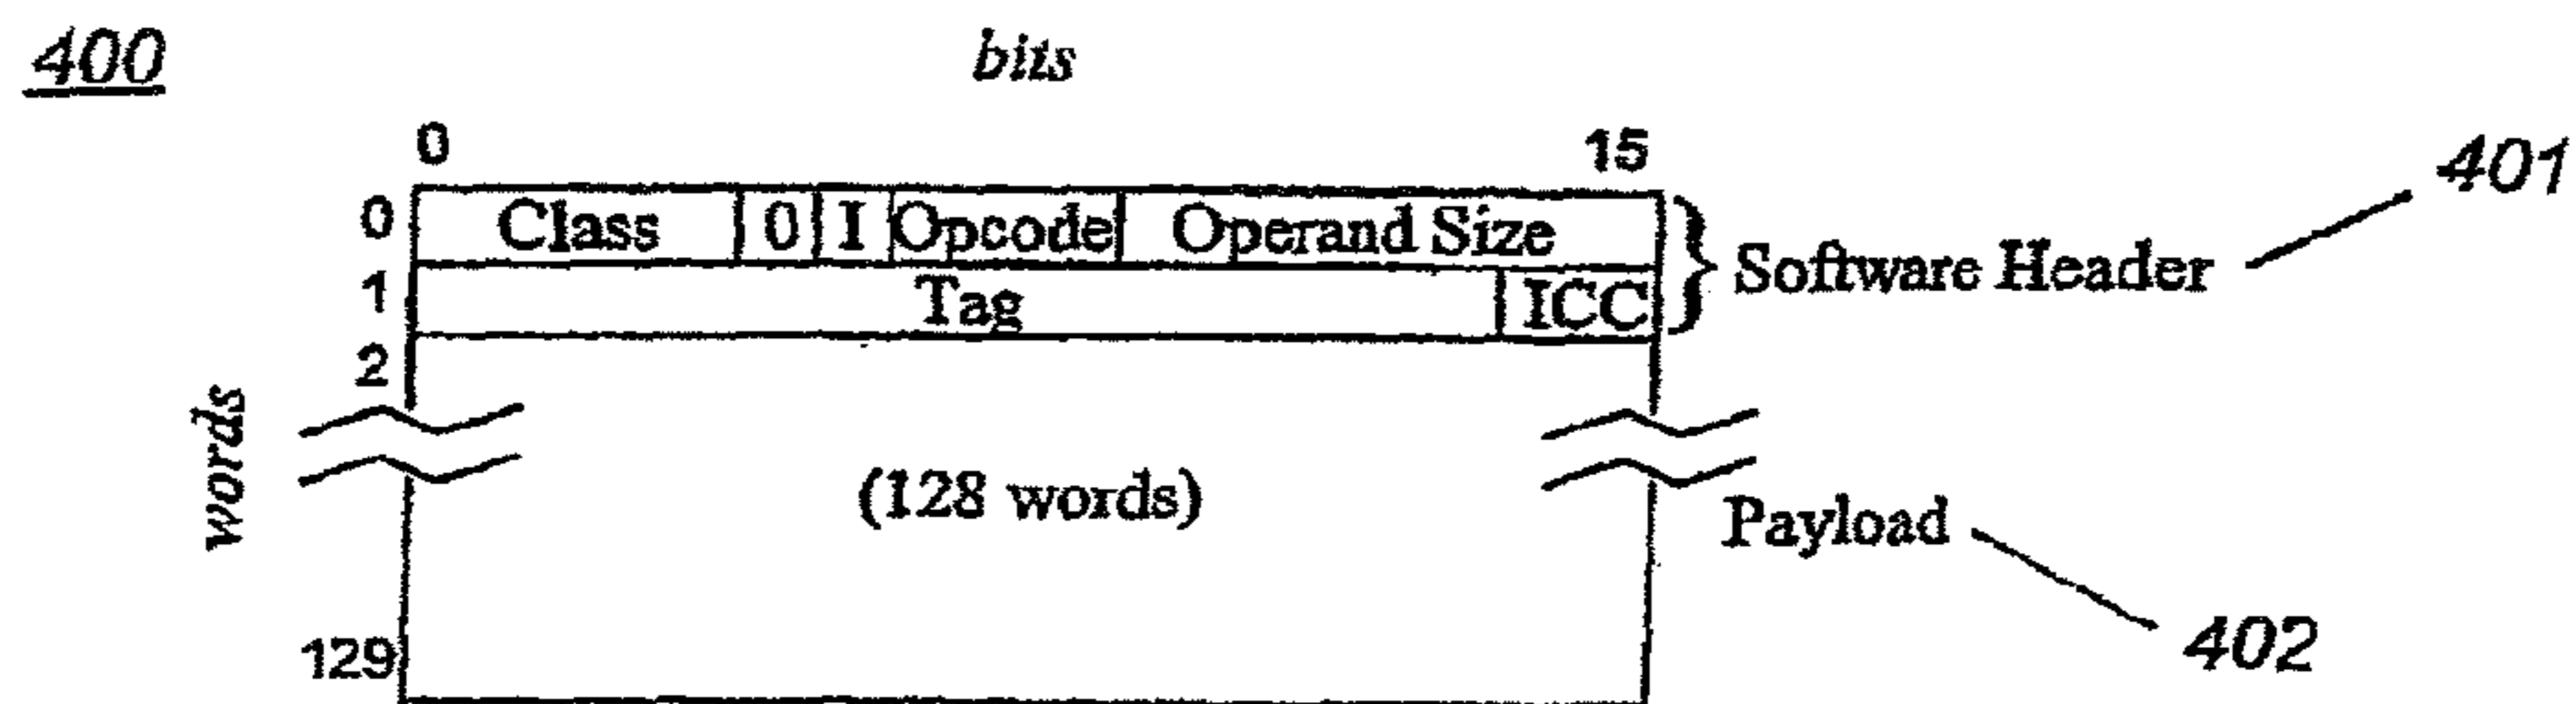 400
bits
0 15
401
0 Class 0 I Opcode Operand Size
Software Header
1 Tag ICC
2
words
(128 words)
Payload
129
402